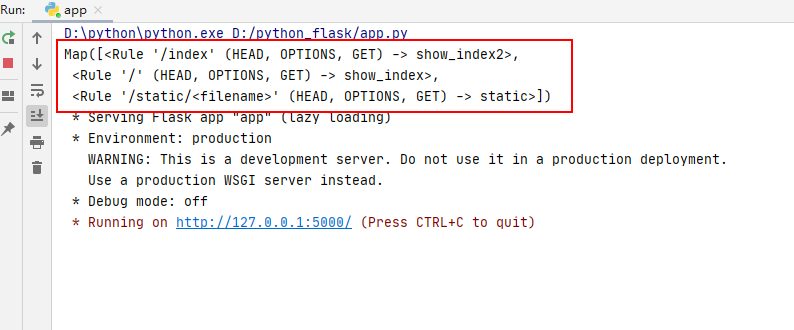 Run:
app
D:\python\python.exe D:/python_flask/app.py
Map([<Rule '/index' (HEAD, OPTIONS, GET) -> show_index2>,
<Rule '/' (HEAD, OPTIONS, GET) -> show_index>,
<Rule '/static/<filename>' (HEAD, OPTIONS, GET) -> static>])
* Serving Flask app "app" (lazy loading)
* Environment: production
WARNING: This is a development server. Do not use it in a production deployment.
Use a production WSGI server instead.
* Debug mode: off
* Running on http://127.0.0.1:5000/ (Press CTRL+C to quit)